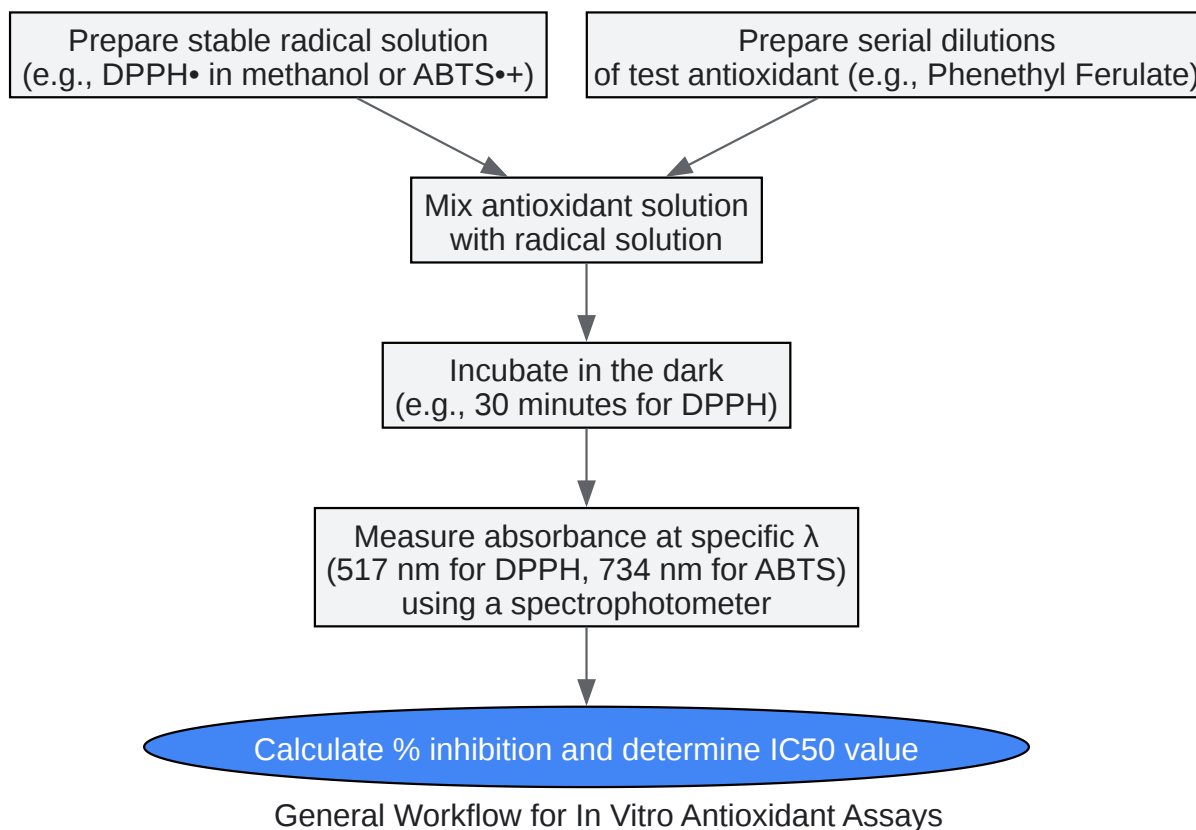 Prepare stable radical solution
(e.g., DPPH• in methanol or ABTS•+)
Prepare serial dilutions
of test antioxidant (e.g., Phenethyl Ferulate)
Mix antioxidant solution
with radical solution
Incubate in the dark
(e.g., 30 minutes for DPPH)
Measure absorbance at specific λ
(517 nm for DPPH, 734 nm for ABTS)
using a spectrophotometer
Calculate % inhibition and determine IC50 value
General Workflow for In Vitro Antioxidant Assays